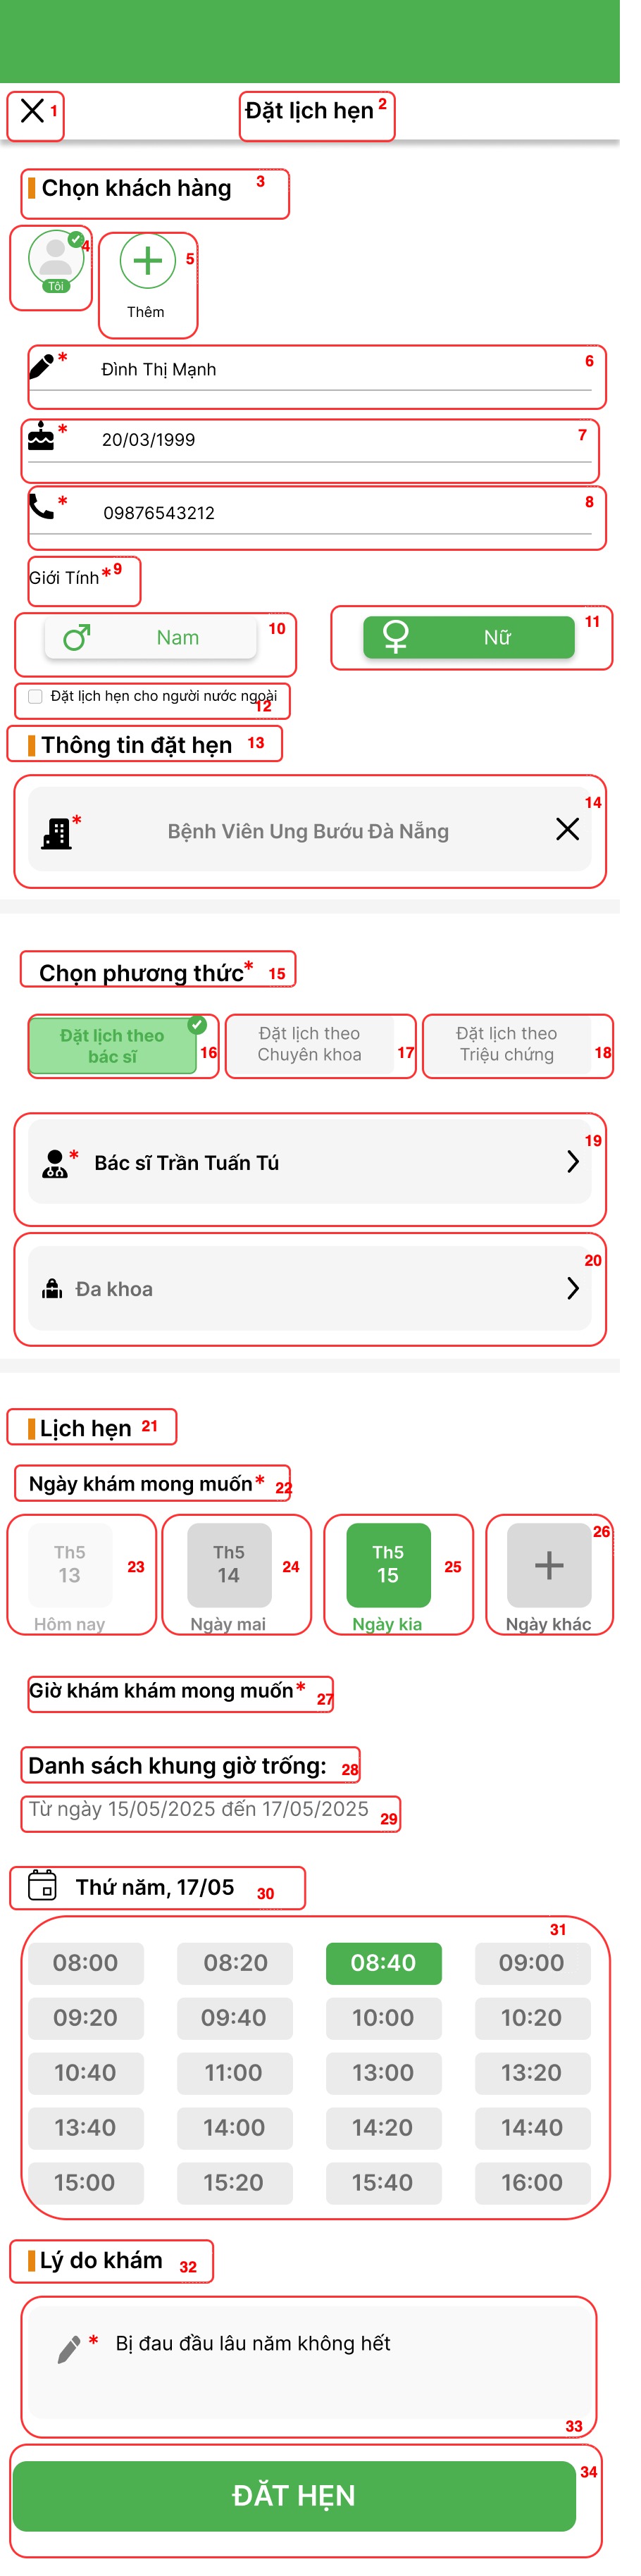 1
Đặt lịch hẹn 2
Chọn khách hàng 3
4
Tôi
5
Thêm
* Đình Thị Mạnh 6
* 20/03/1999 7
* 09876543212 8
Giới Tính* 9
Nam 10
Nữ 11
Đặt lịch hẹn cho người nước ngoài
12
Thông tin đặt hẹn 13
* Bệnh Viên Ung Bướu Đà Nẵng 14
Chọn phương thức* 15
Đặt lịch theo
bác sĩ 16
Đặt lịch theo
Chuyên khoa 17
Đặt lịch theo
Triệu chứng 18
* Bác sĩ Trần Tuấn Tú 19
Đa khoa 20
Lịch hẹn 21
Ngày khám mong muốn* 22
Th5
13 23
Hôm nay
Th5
14 24
Ngày mai
Th5
15 25
Ngày kia
26
Ngày khác
Giờ khám khám mong muốn* 27
Danh sách khung giờ trống: 28
Từ ngày 15/05/2025 đến 17/05/2025 29
Thứ năm, 17/05 30
31
08:00 08:20 08:40 09:00
09:20 09:40 10:00 10:20
10:40 11:00 13:00 13:20
13:40 14:00 14:20 14:40
15:00 15:20 15:40 16:00
Lý do khám 32
* Bị đau đầu lâu năm không hết
33
ĐĂT HẸN 34